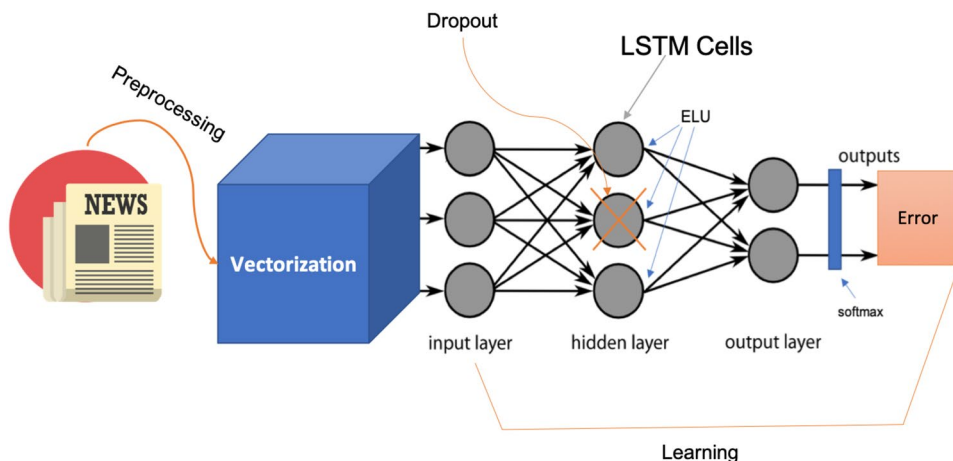 Dropout
LSTM Cells
Preprocessing
ELU
outputs
NEWS
Vectorization
Error
softmax
input layer
hidden layer
output layer
Learning